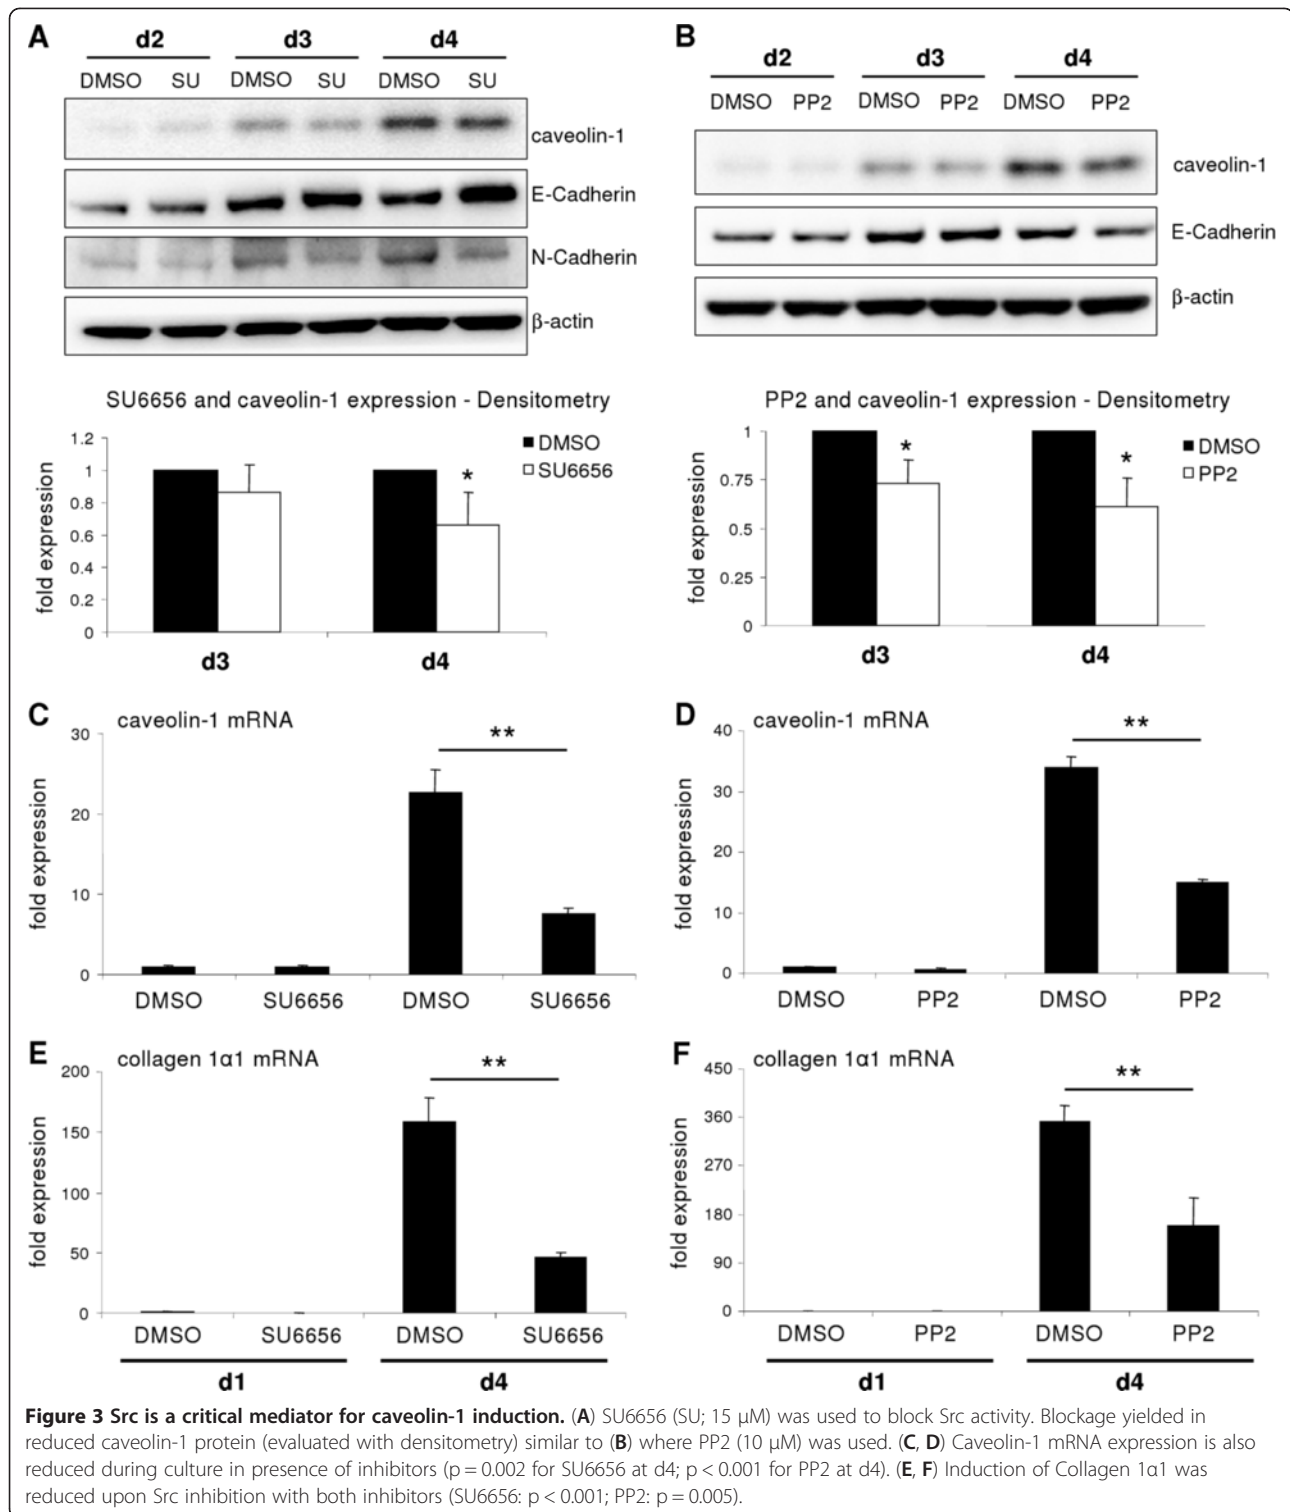 A
d2 d3 d4
DMSO SU DMSO SU DMSO SU
caveolin-1
E-Cadherin
N-Cadherin
β-actin
SU6656 and caveolin-1 expression - Densitometry
fold expression
1.2
1
0.8
0.6
0.4
0.2
0
*
DMSO
SU6656
d3 d4
B
d2 d3 d4
DMSO PP2 DMSO PP2 DMSO PP2
caveolin-1
E-Cadherin
β-actin
PP2 and caveolin-1 expression - Densitometry
fold expression
1
0.75
0.5
0.25
0
* *
DMSO
PP2
d3 d4
C caveolin-1 mRNA
fold expression
30
20
10
0
**
DMSO SU6656 DMSO SU6656
D caveolin-1 mRNA
fold expression
40
30
20
10
0
**
DMSO PP2 DMSO PP2
E collagen 1α1 mRNA
fold expression
200
150
100
50
0
**
DMSO SU6656 DMSO SU6656
d1 d4
F collagen 1α1 mRNA
fold expression
450
360
270
180
90
0
**
DMSO PP2 DMSO PP2
d1 d4
Figure 3 Src is a critical mediator for caveolin-1 induction. (A) SU6656 (SU; 15 μM) was used to block Src activity. Blockage yielded in
reduced caveolin-1 protein (evaluated with densitometry) similar to (B) where PP2 (10 μM) was used. (C, D) Caveolin-1 mRNA expression is also
reduced during culture in presence of inhibitors (p = 0.002 for SU6656 at d4; p < 0.001 for PP2 at d4). (E, F) Induction of Collagen 1α1 was
reduced upon Src inhibition with both inhibitors (SU6656: p < 0.001; PP2: p = 0.005).